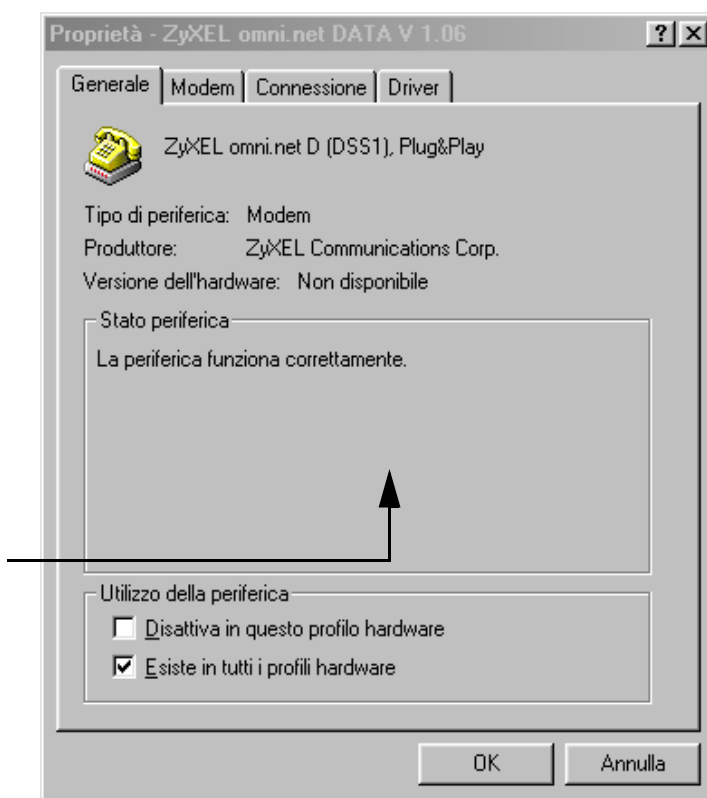 Proprietà - ZyXEL omni.net DATA V 1.06
Generale Modem Connessione Driver
ZyXEL omni.net D (DSS1), Plug&Play
Tipo di periferica: Modem
Produttore: ZyXEL Communications Corp.
Versione dell'hardware: Non disponibile
Stato periferica
La periferica funziona correttamente.
Utilizzo della periferica
Disattiva in questo profilo hardware
Esiste in tutti i profili hardware
OK Annulla